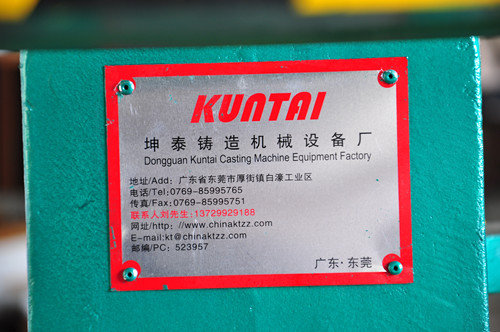 KUNTAI
坤泰铸造机械设备厂
Dongguan Kuntai Casting Machine Equipment Factory
地址/Add: 广东省东莞市厚街镇白濠工业区
电话/Tel:0769-85995765
传真/Fax:0769-85995751
联系人刘先生:13729929188
网址/http: //www.chinaktzz.com
E-mail:kt@chinaktzz.com
邮编/PC: 523957
广东·东莞